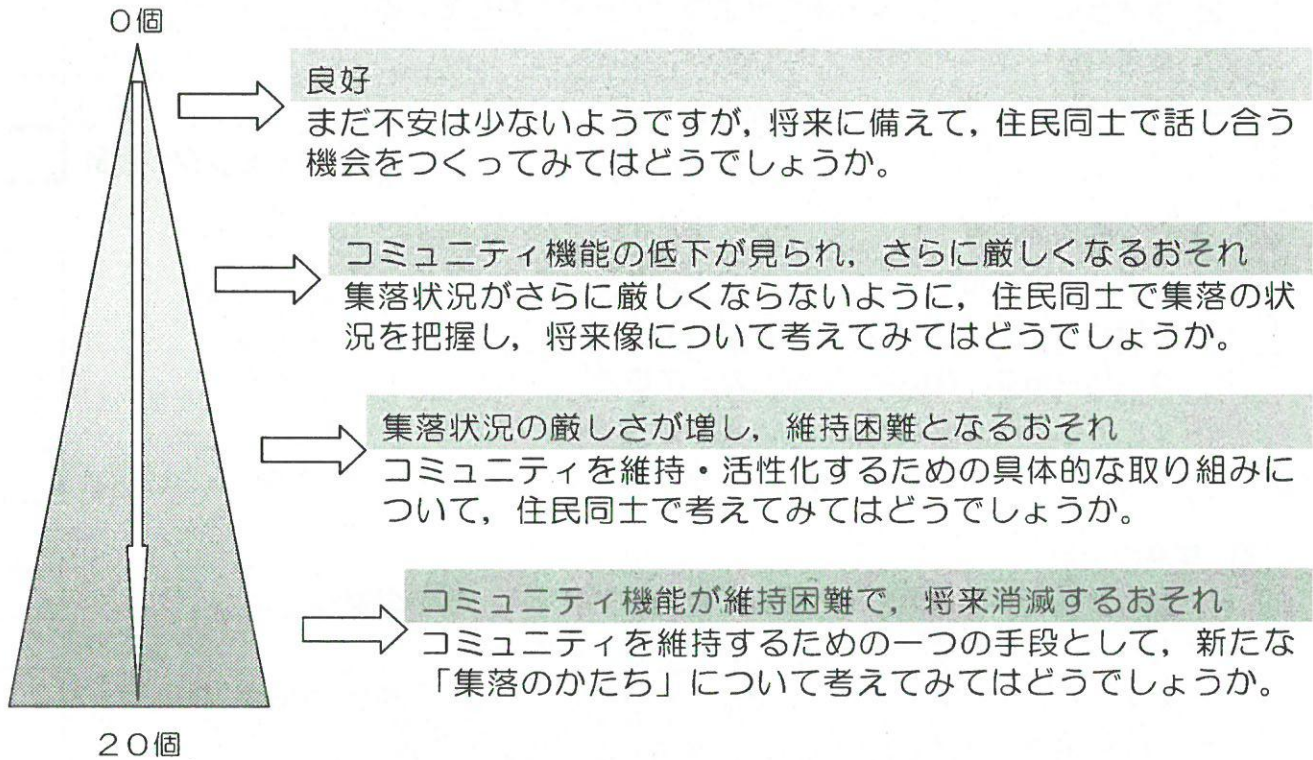 0個
良好
まだ不安は少ないようですが，将来に備えて，住民同士で話し合う
機会をつくってみてはどうでしょうか。
コミュニティ機能の低下が見られ，さらに厳しくなるおそれ
集落状況がさらに厳しくならないように，住民同士で集落の状
況を把握し，将来像について考えてみてはどうでしょうか。
集落状況の厳しさが増し，維持困難となるおそれ
コミュニティを維持・活性化するための具体的な取り組みに
ついて，住民同士で考えてみてはどうでしょうか。
コミュニティ機能が維持困難で，将来消滅するおそれ
コミュニティを維持するための一つの手段として，新たな
「集落のかたち」について考えてみてはどうでしょうか。
２０個